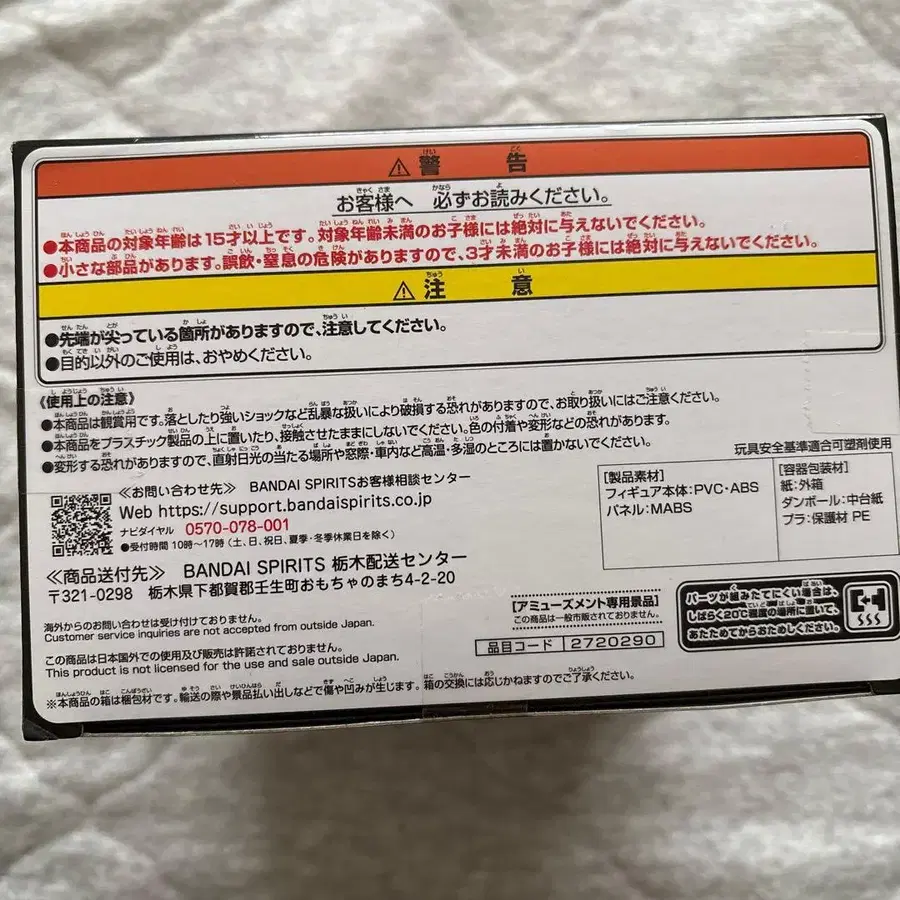 ⚠警告
お客様へ 必ずお読みください。
●本商品の対象年齢は15才以上です。対象年齢未満のお子様には絶対に与えないでください。
●小さな部品があります。誤飲・窒息の危険がありますので、3才未満のお子様には絶対に与えないでください。
⚠注意
●先端が尖っている箇所がありますので、注意してください。
●目的以外のご使用は、おやめください。
《使用上の注意》
●本商品は観賞用です。落としたり強いショックなど乱暴な扱いにより破損する恐れがありますので、お取り扱いにはご注意ください。
●本商品をプラスチック製品の上に置いたり、接触させたままにしないでください。色の付着や変形などの恐れがあります。
●変形する恐れがありますので、直射日光の当たる場所や窓際・車内など高温・多湿のところには置かないでください。
玩具安全基準適合可塑剤使用
≪お問い合わせ先≫ BANDAI SPIRITSお客様相談センター
Web https://support.bandaispirits.co.jp
ナビダイヤル 0570-078-001
●受付時間 10時～17時(土、日、祝日、夏季・冬季休業日を除く)
[製品素材]
フィギュア本体:PVC・ABS
パネル:MABS
[容器包装材]
紙:外箱
ダンボール:中台紙
プラ:保護材 PE
≪商品送付先≫ BANDAI SPIRITS 栃木配送センター
〒321-0298 栃木県下都賀郡壬生町おもちゃのまち4-2-20
海外からのお問い合わせは受け付けておりません。
Customer service inquiries are not accepted from outside Japan.
この商品は日本国外での使用及び販売は許諾されておりません。
This product is not licensed for the use and sale outside Japan.
[アミューズメント専用景品]
この商品は一般市販されておりません。
品目コード 2720290
パーツが組みたてにくい場合は、
しばらく20℃程度の場所に置いて、
あたためてからおためしください。
※本商品の箱は梱包材です。輸送の際や景品払い出しなどで傷や凹みが生じます。箱の交換には応じかねますのでご了承ください。